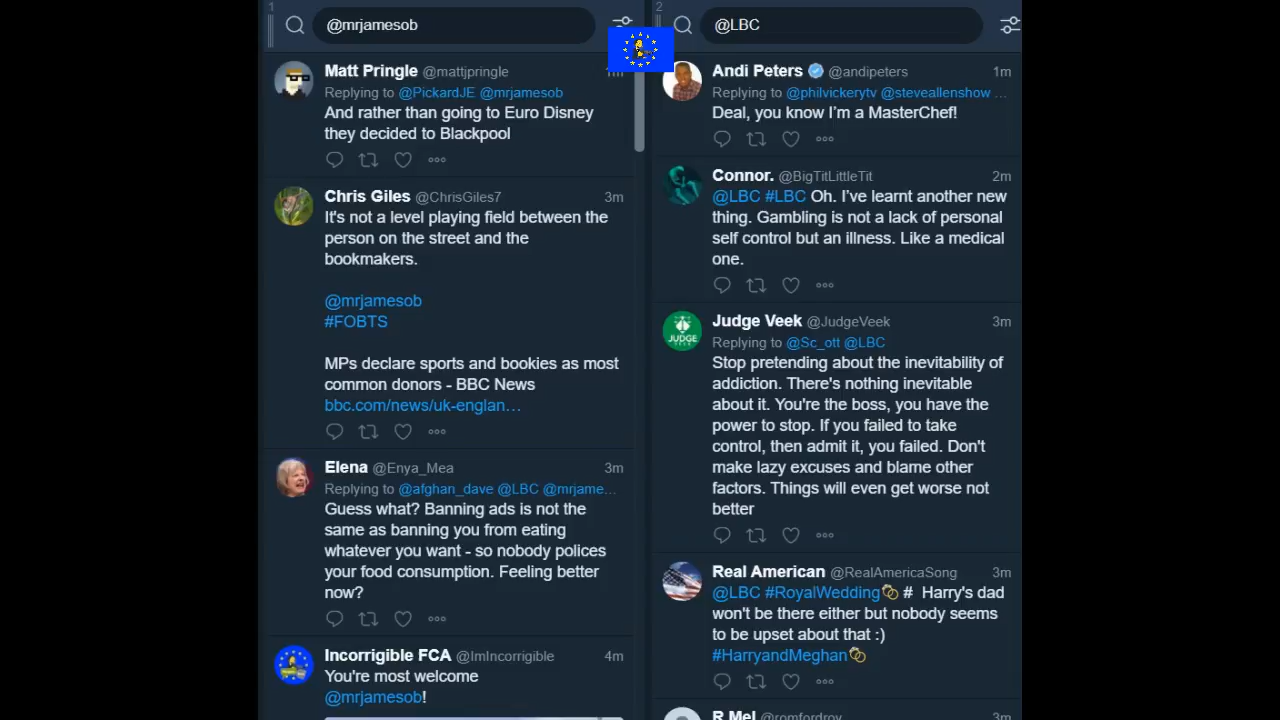 1
@mrjamesob
Matt Pringle @mattjpringle
Replying to @PickardJE @mrjamesob
And rather than going to Euro Disney
they decided to Blackpool
Chris Giles @ChrisGiles7 3m
It's not a level playing field between the
person on the street and the
bookmakers.
@mrjamesob
#FOBTS
MPs declare sports and bookies as most
common donors - BBC News
bbc.com/news/uk-englan…
Elena @Enya_Mea 3m
Replying to @afghan_dave @LBC @mrjame…
Guess what? Banning ads is not the
same as banning you from eating
whatever you want - so nobody polices
your food consumption. Feeling better
now?
Incorrigible FCA @ImIncorrigible 4m
You're most welcome
@mrjamesob!
2
@LBC
Andi Peters @andipeters 1m
Replying to @philvickerytv @steveallenshow …
Deal, you know I’m a MasterChef!
Connor. @BigTitLittleTit 2m
@LBC #LBC Oh. I’ve learnt another new
thing. Gambling is not a lack of personal
self control but an illness. Like a medical
one.
JUDGE
Judge Veek @JudgeVeek 3m
Replying to @Sc_ott @LBC
Stop pretending about the inevitability of
addiction. There's nothing inevitable
about it. You're the boss, you have the
power to stop. If you failed to take
control, then admit it, you failed. Don't
make lazy excuses and blame other
factors. Things will even get worse not
better
Real American @RealAmericaSong 3m
@LBC #RoyalWedding # Harry's dad
won't be there either but nobody seems
to be upset about that :)
#HarryandMeghan
R Mel @romfordroy 3m